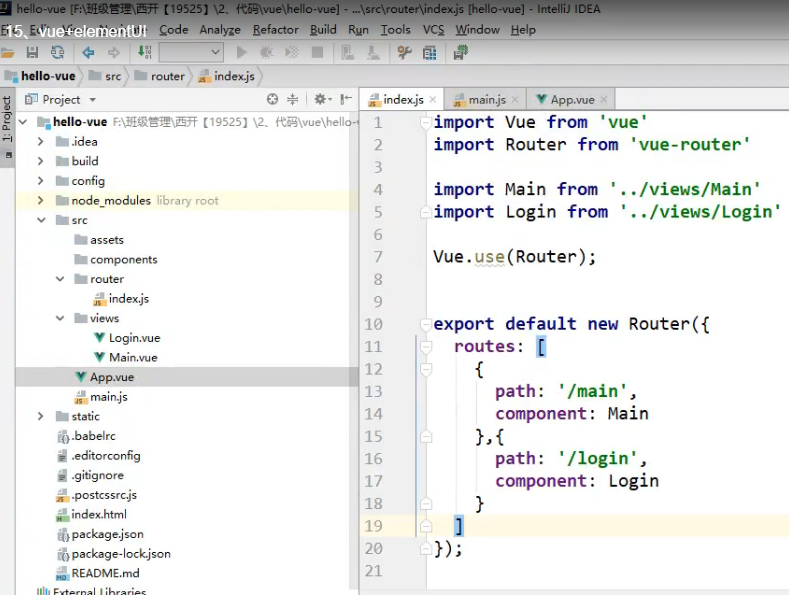 hello-vue [F:\班级管理\西开【19525】\2、代码\vue\hello-vue] - ...\src\router\index.js [hello-vue] - IntelliJ IDEA
15、Vue+elementUI
Code Analyze Refactor Build Run Tools VCS Window Help
hello-vue src router index.js
1: Project
Project
index.js main.js App.vue
hello-vue F:\班级管理\西开【19525】\2、代码\vue\hello-
.idea
build
config
node_modules library root
src
assets
components
router
index.js
views
Login.vue
Main.vue
App.vue
main.js
static
.babelrc
.editorconfig
.gitignore
.postcssrc.js
index.html
package.json
package-lock.json
README.md
External Libraries
1 import Vue from 'vue'
2 import Router from 'vue-router'
3
4 import Main from '../views/Main'
5 import Login from '../views/Login'
6
7 Vue.use(Router);
8
9
10 export default new Router({
11 routes: [
12 {
13 path: '/main',
14 component: Main
15 },{
16 path: '/login',
17 component: Login
18 }
19 ]
20 });
21